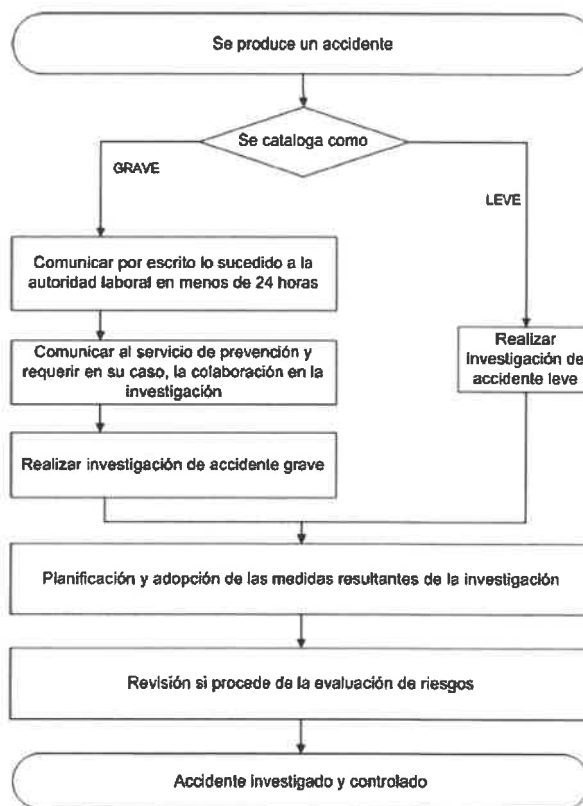 Se produce un accidente
Se cataloga como
GRAVE
LEVE
Comunicar por escrito lo sucedido a la
autoridad laboral en menos de 24 horas
Comunicar al servicio de prevención y
requerir en su caso, la colaboración en la
investigación
Realizar investigación de accidente grave
Realizar
investigación de
accidente leve
Planificación y adopción de las medidas resultantes de la investigación
Revisión si procede de la evaluación de riesgos
Accidente investigado y controlado